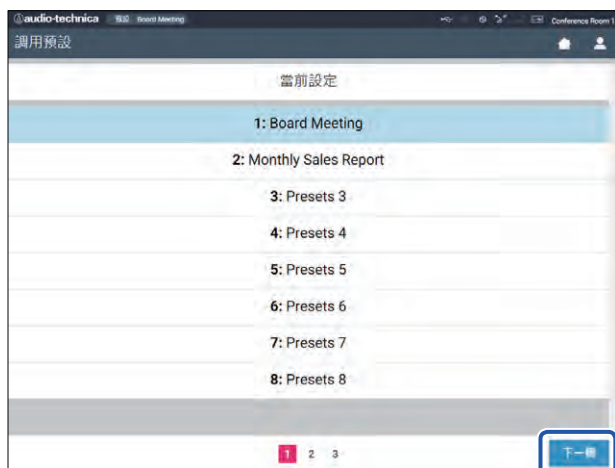 audio-technica 預設 Board Meeting Conference Room 1
調用預設
當前設定
1: Board Meeting
2: Monthly Sales Report
3: Presets 3
4: Presets 4
5: Presets 5
6: Presets 6
7: Presets 7
8: Presets 8
1 2 3 下一個